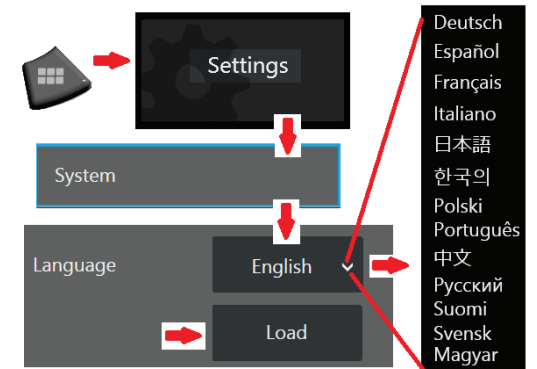 Settings
System
Language
English
Load
Deutsch
Español
Français
Italiano
日本語
한국의
Polski
Português
中文
Русский
Suomi
Svensk
Magyar